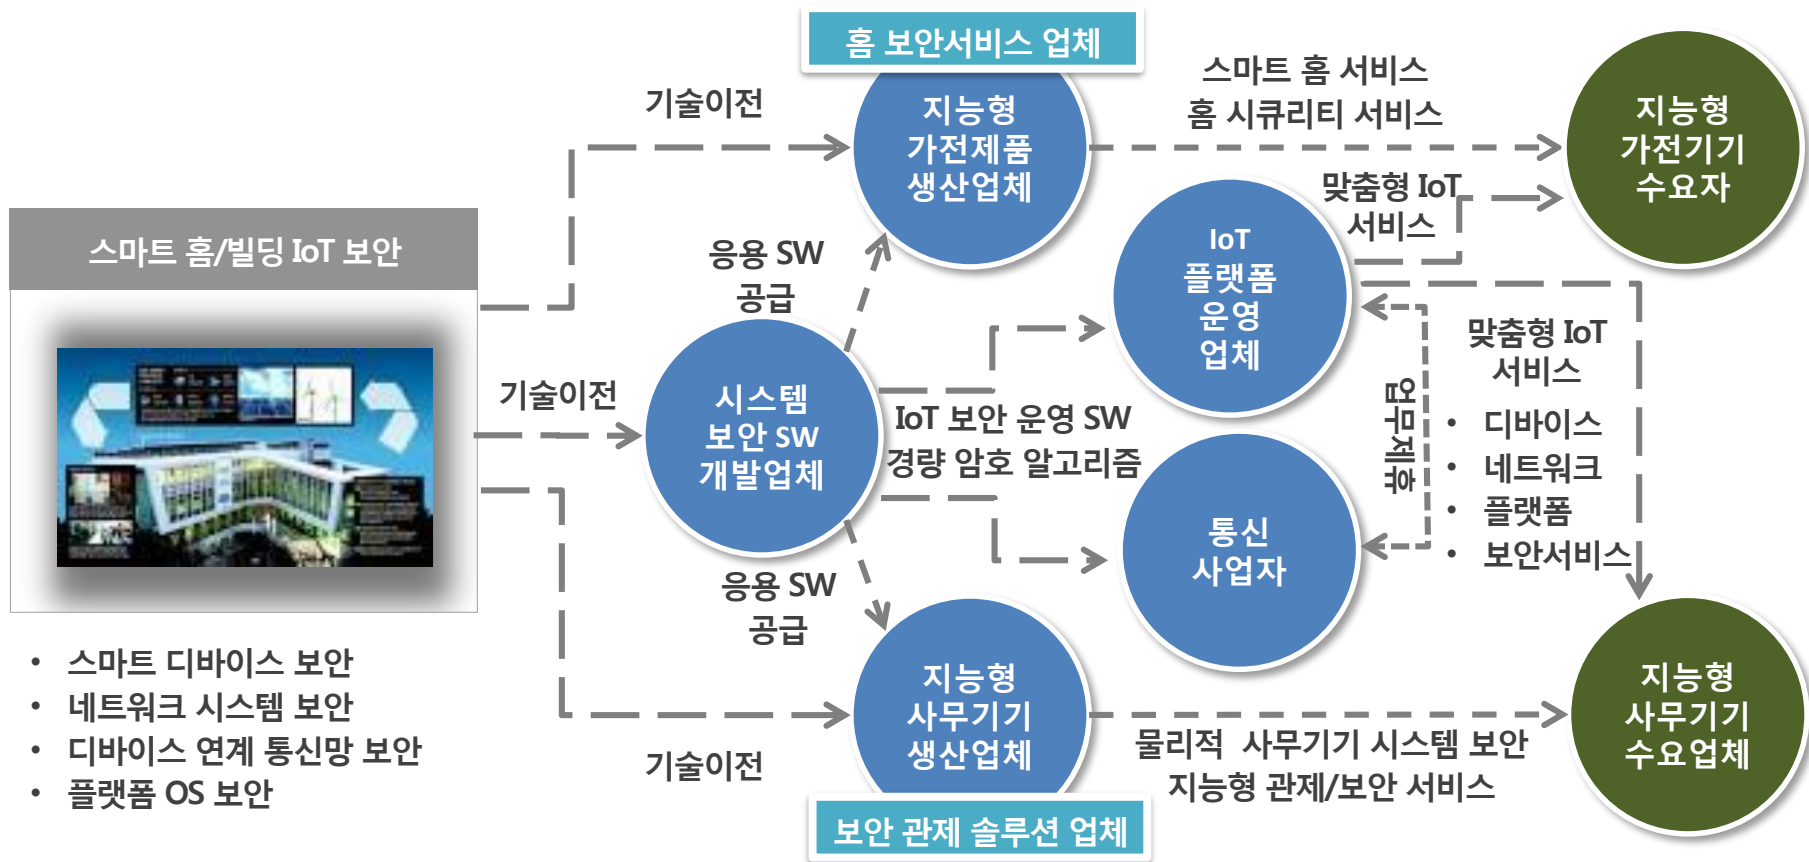 홈 보안서비스 업체
기술이전
지능형
가전제품
생산업체
스마트 홈 서비스
홈 시큐리티 서비스
지능형
가전기기
수요자
맞춤형 IoT
서비스
스마트 홈/빌딩 IoT 보안
응용 SW
공급
IoT
플랫폼
운영
업체
맞춤형 IoT
서비스
• 디바이스
• 네트워크
• 플랫폼
• 보안서비스
업무제휴
기술이전
시스템
보안 SW
개발업체
IoT 보안 운영 SW
경량 암호 알고리즘
통신
사업자
응용 SW
공급
• 스마트 디바이스 보안
• 네트워크 시스템 보안
• 디바이스 연계 통신망 보안
• 플랫폼 OS 보안
기술이전
지능형
사무기기
생산업체
물리적 사무기기 시스템 보안
지능형 관제/보안 서비스
지능형
사무기기
수요업체
보안 관제 솔루션 업체